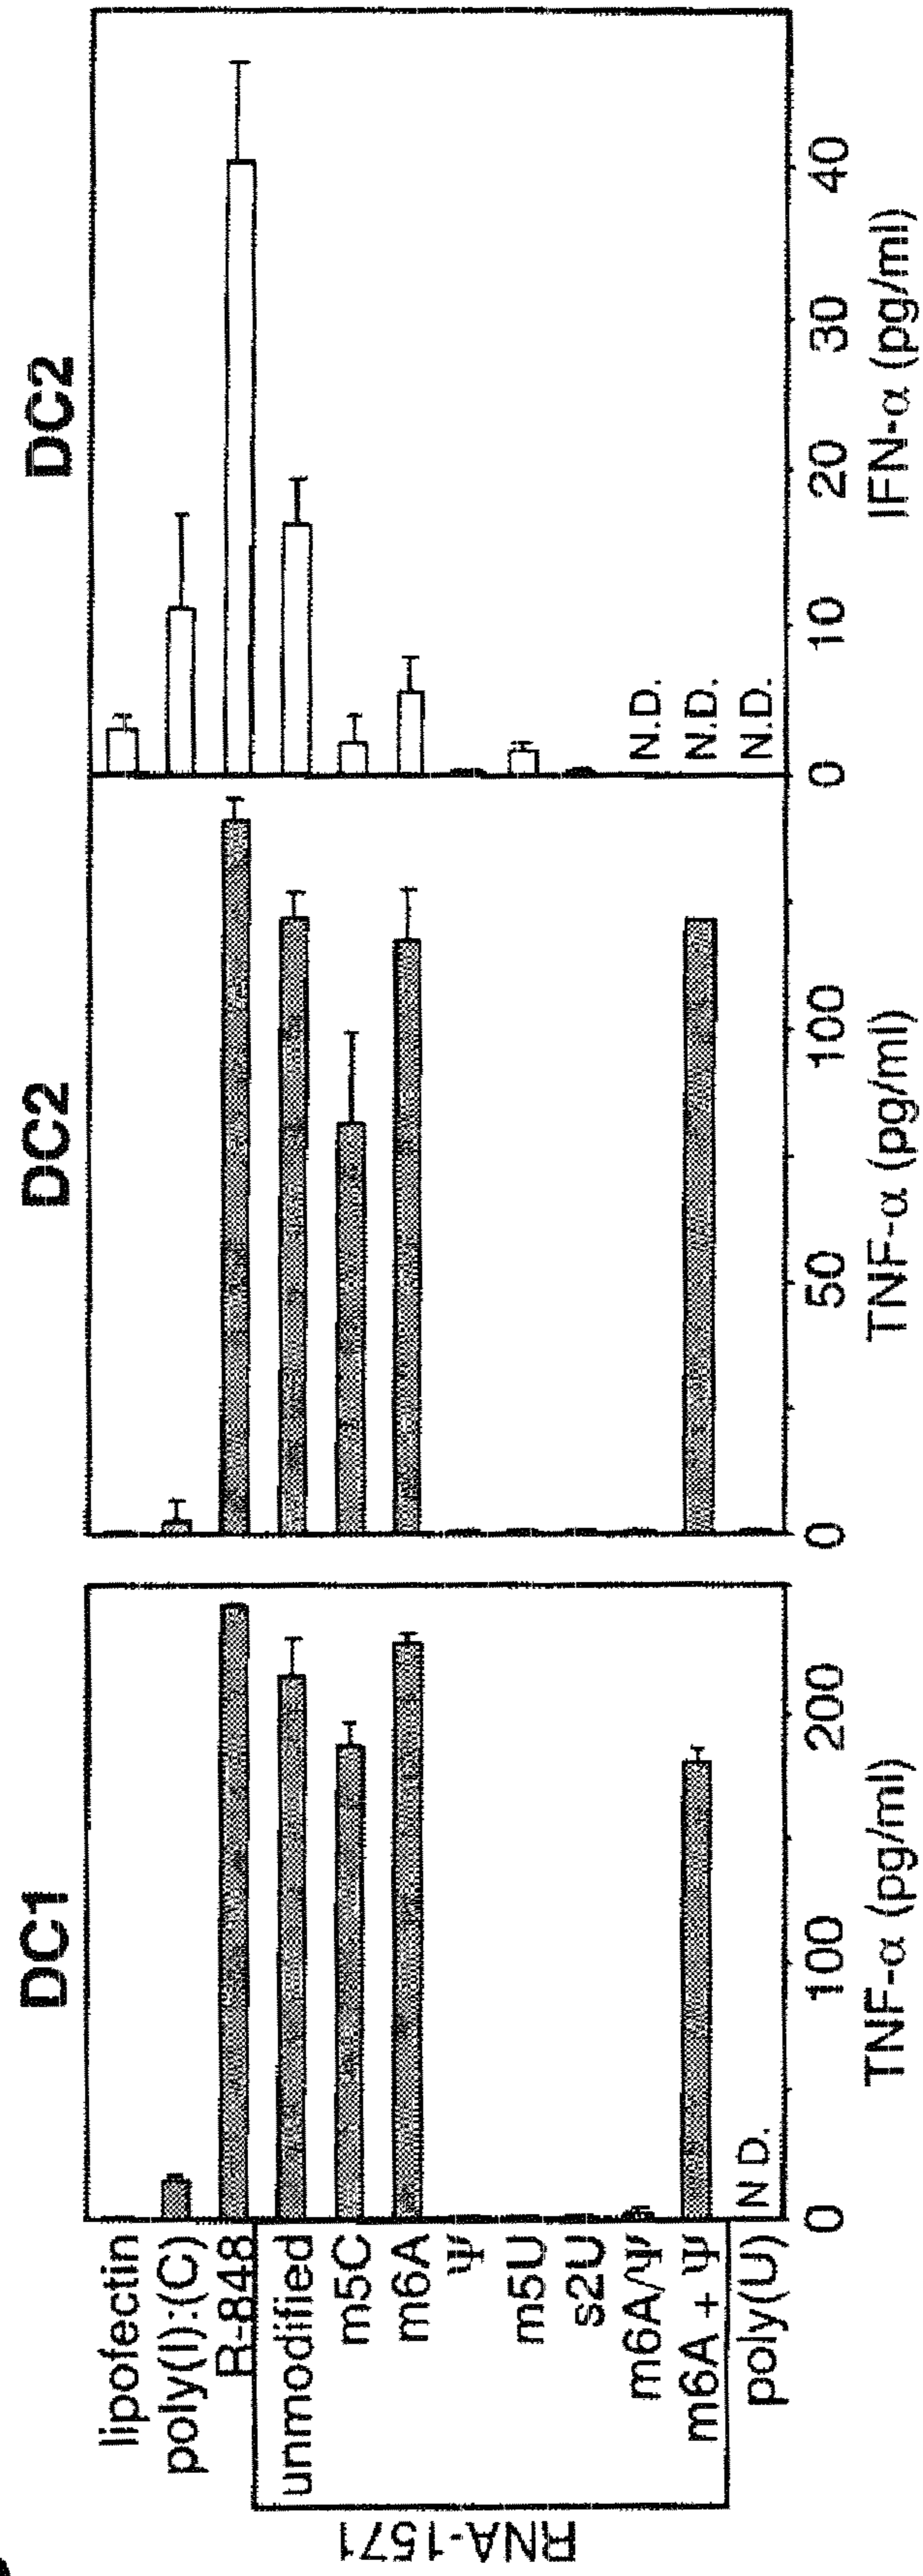 DC1
DC2
DC2
lipofectin
poly(I):(C)
R-848
unmodified
m5C
m6A
Ψ
m5U
s2U
m6A/Ψ
m6A + Ψ
poly(U)
RNA-1571
N.D.
N.D.
N.D.
N D.
0 100 200
TNF-α (pg/ml)
0 50 100
TNF-α (pg/ml)
0 10 20 30 40
IFN-α (pg/ml)